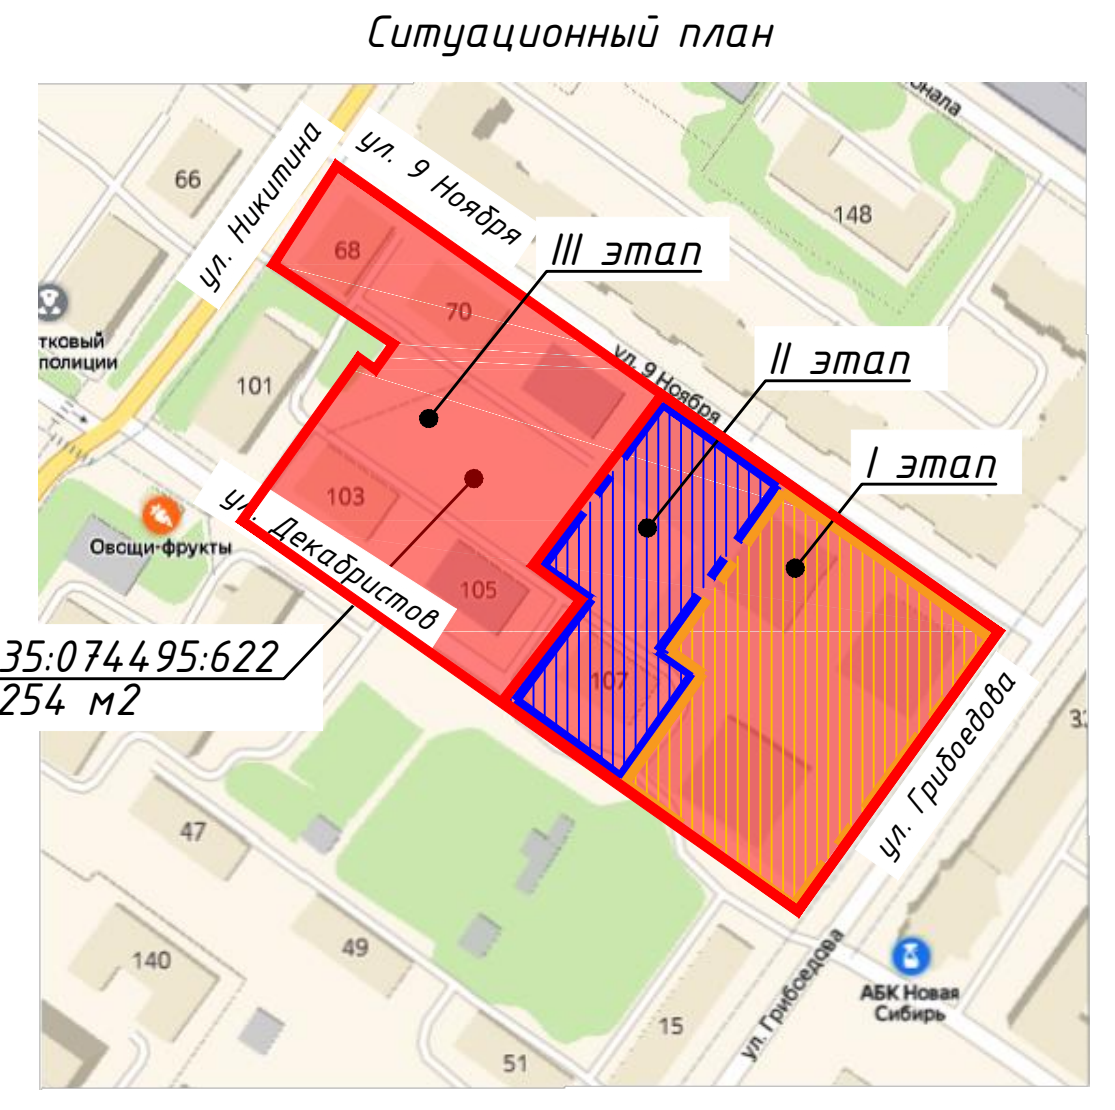 Ситуационный план
ул. Никитина
ул. 9 Ноября
66
68
148
III этап
70
тковый
полиции
101
ул. 9 Ноября
II этап
I этап
103
ул. Декабристов
Овощи-фрукты
105
35:074495:622
254 м2
107
ул. Грибоедова
47
49
140
ул. Грибоедова
АБК Новая
Сибирь
15
51